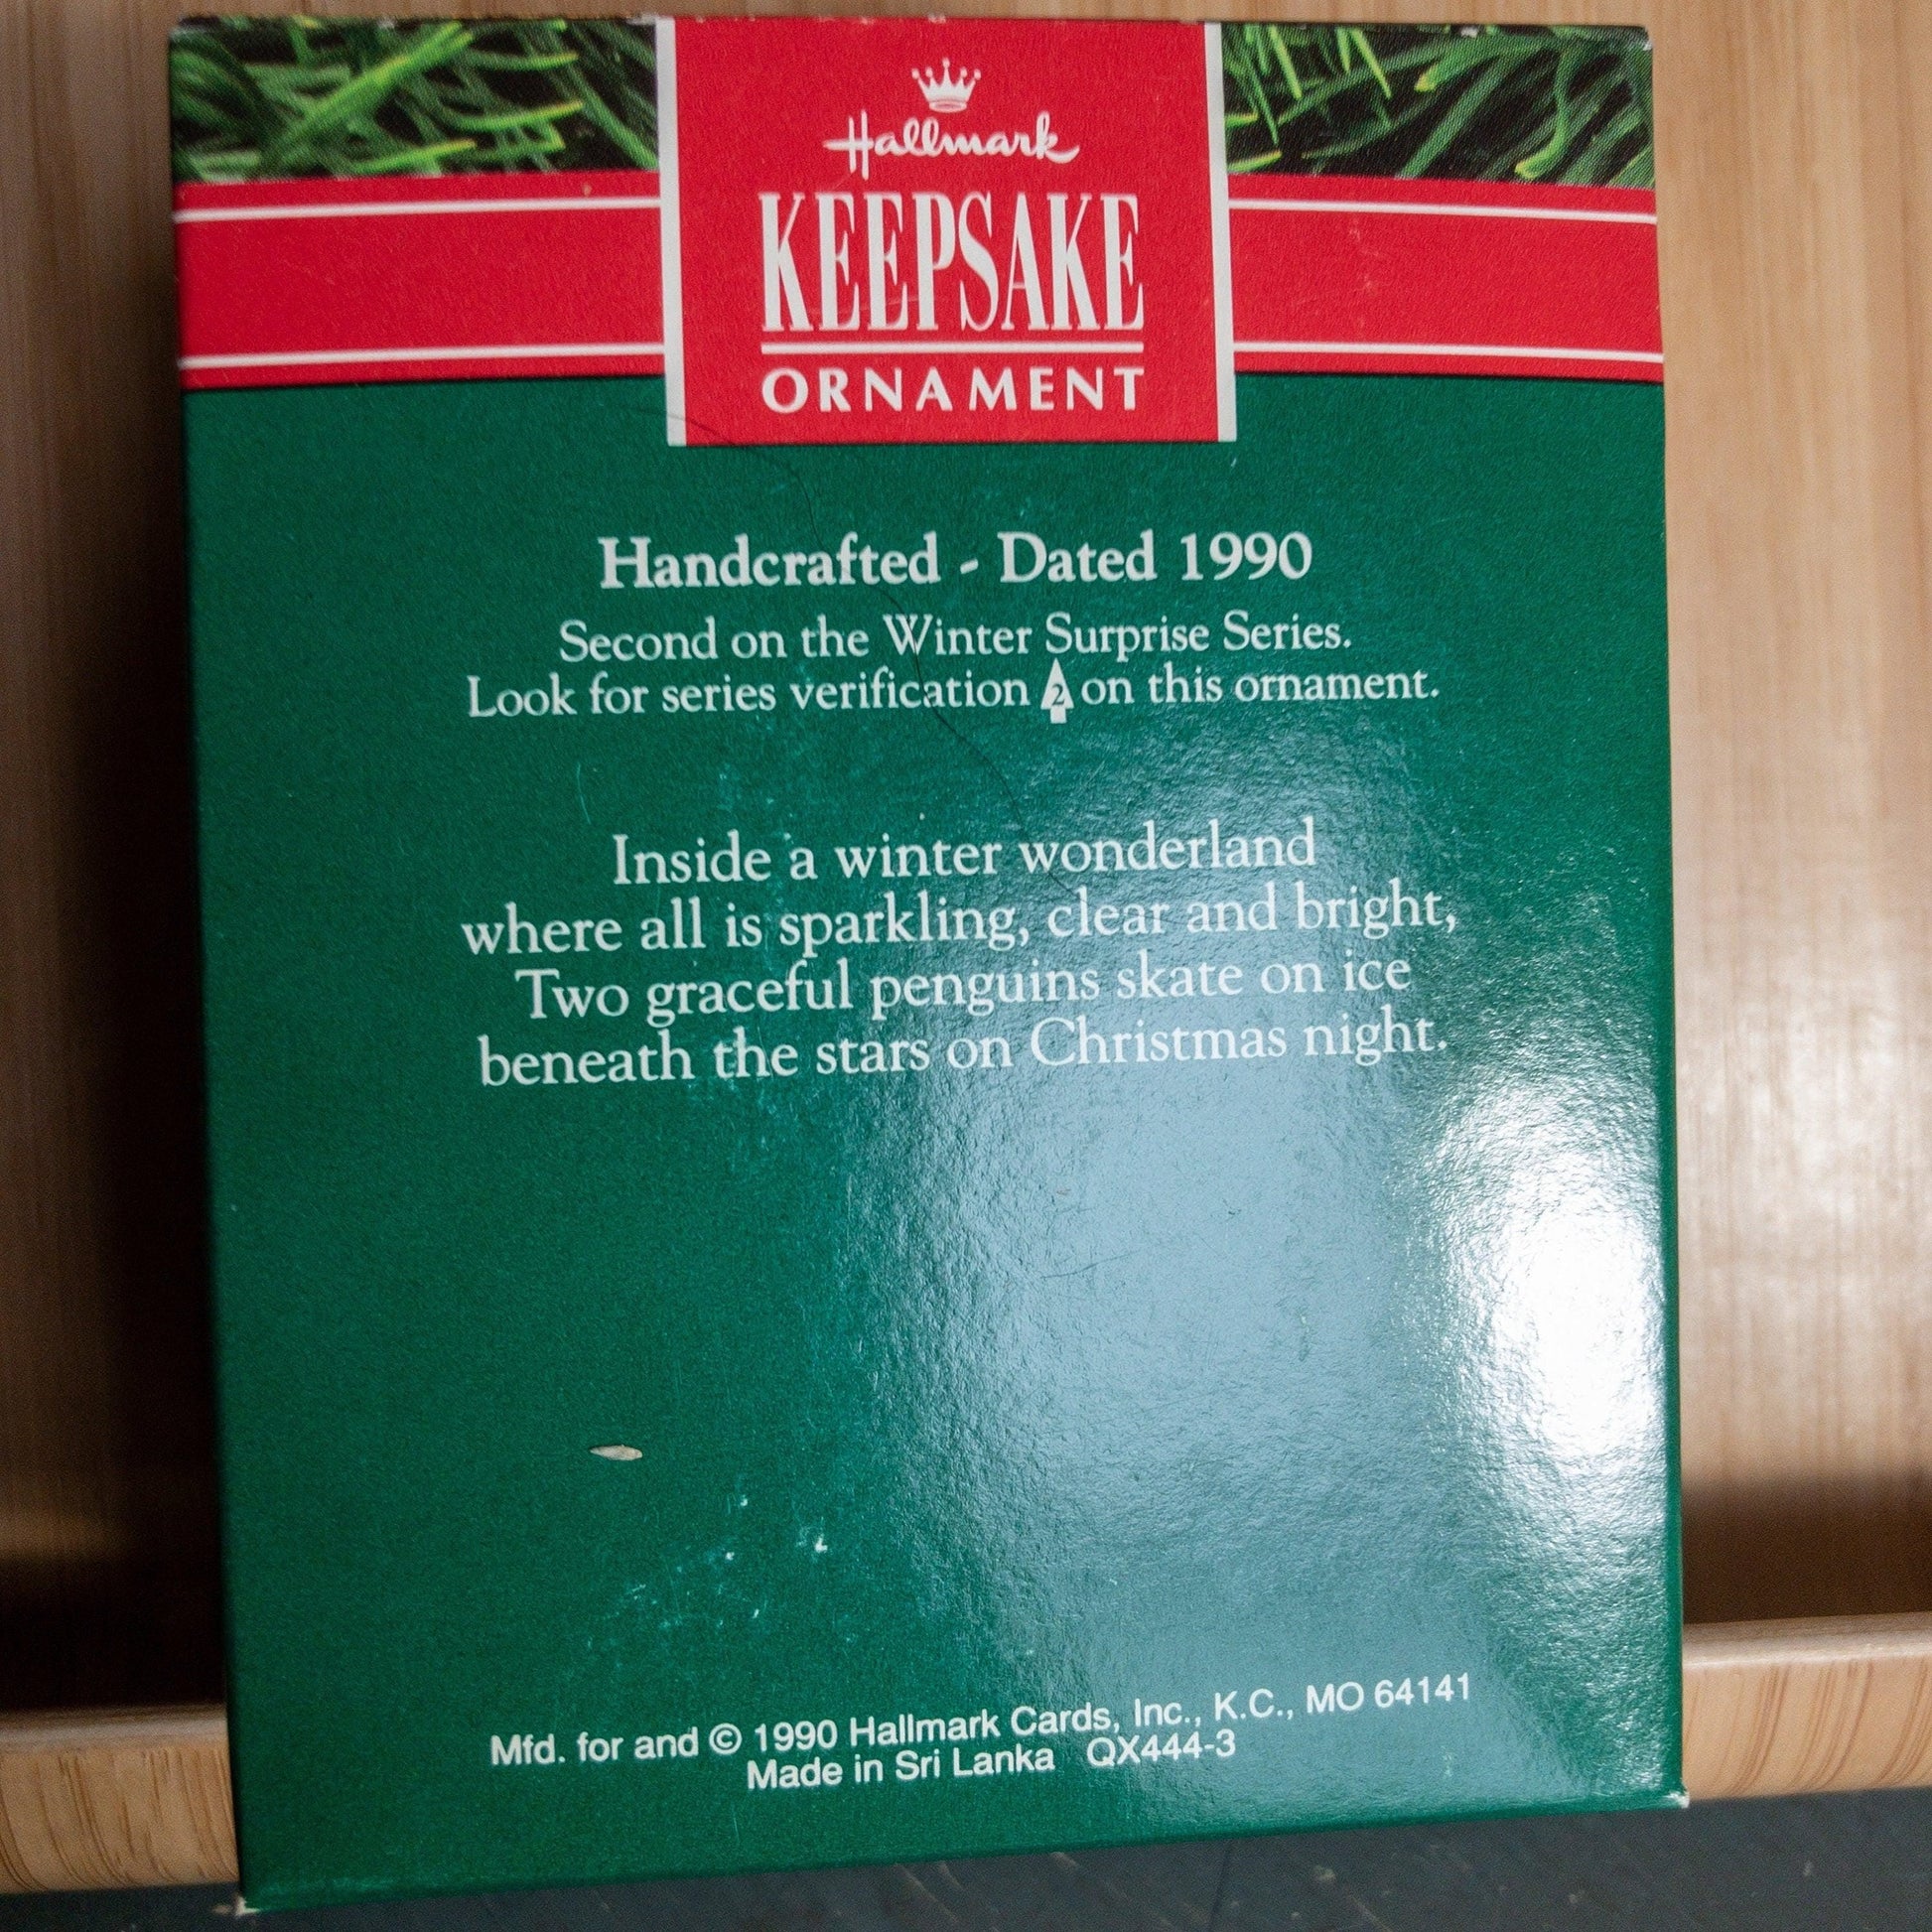 Hallmark
KEEPSAKE
ORNAMENT
Handcrafted - Dated 1990
Second on the Winter Surprise Series.
Look for series verification 2 on this ornament.
Inside a winter wonderland
where all is sparkling, clear and bright,
Two graceful penguins skate on ice
beneath the stars on Christmas night.
Mfd. for and © 1990 Hallmark Cards, Inc., K.C., MO 64141
Made in Sri Lanka QX444-3